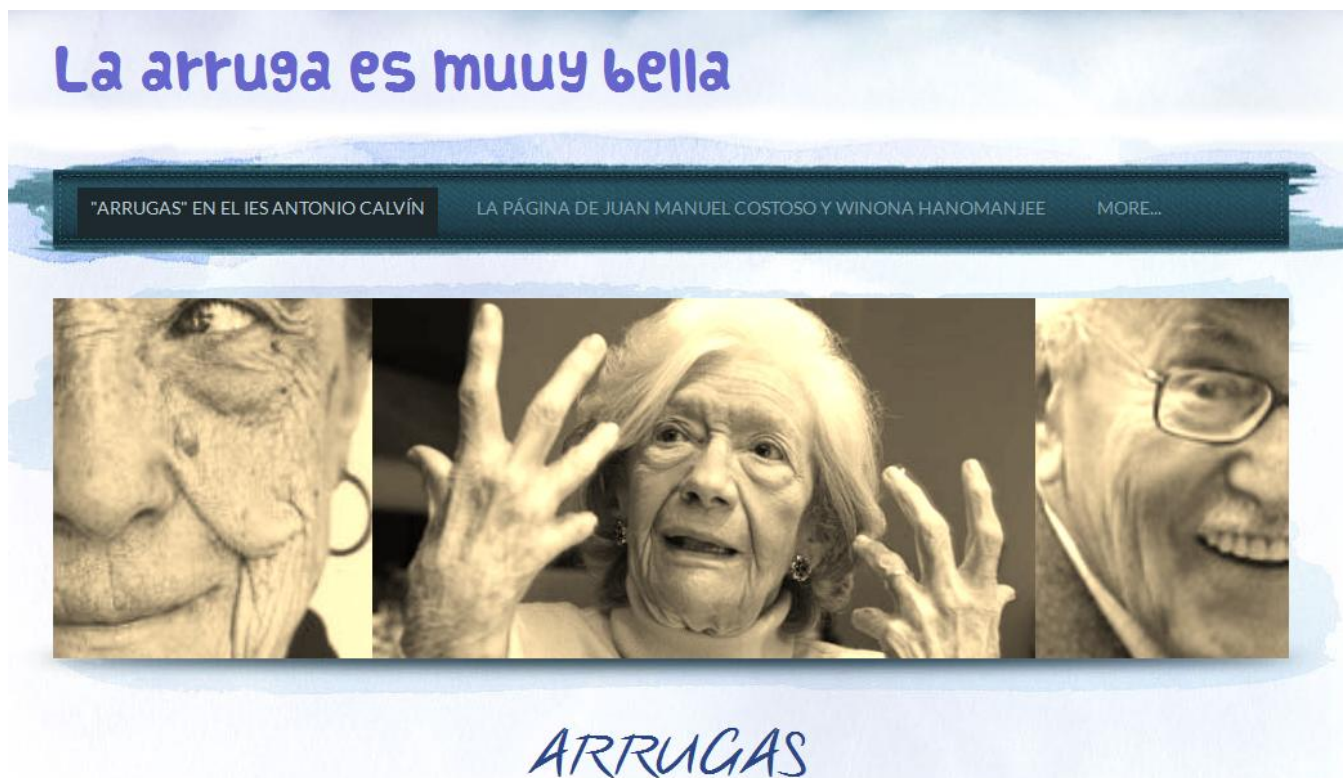 La arruga es muuy bella
"ARRUGAS" EN EL IES ANTONIO CALVÍN
LA PÁGINA DE JUAN MANUEL COSTOSO Y WINONA HANOMANJEE
MORE...
ARRUGAS